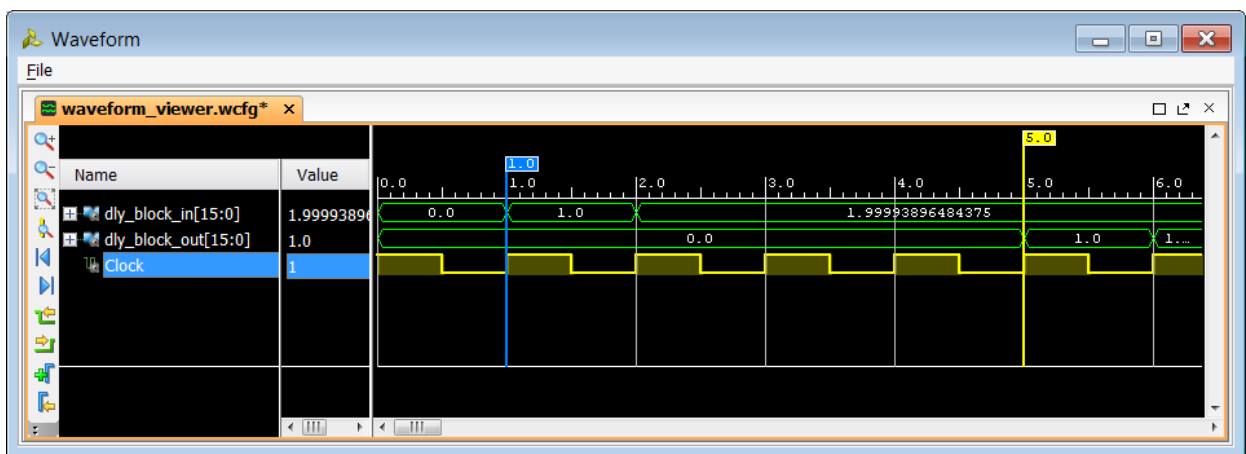 Waveform
File
waveform_viewer.wcfg* ×
5.0
1.0
Name Value 0.0 1.0 2.0 3.0 4.0 5.0 6.0
dly_block_in[15:0] 1.9999389 0.0 1.0 1.99993896484375
dly_block_out[15:0] 1.0 0.0 1.0 1...
Clock 1